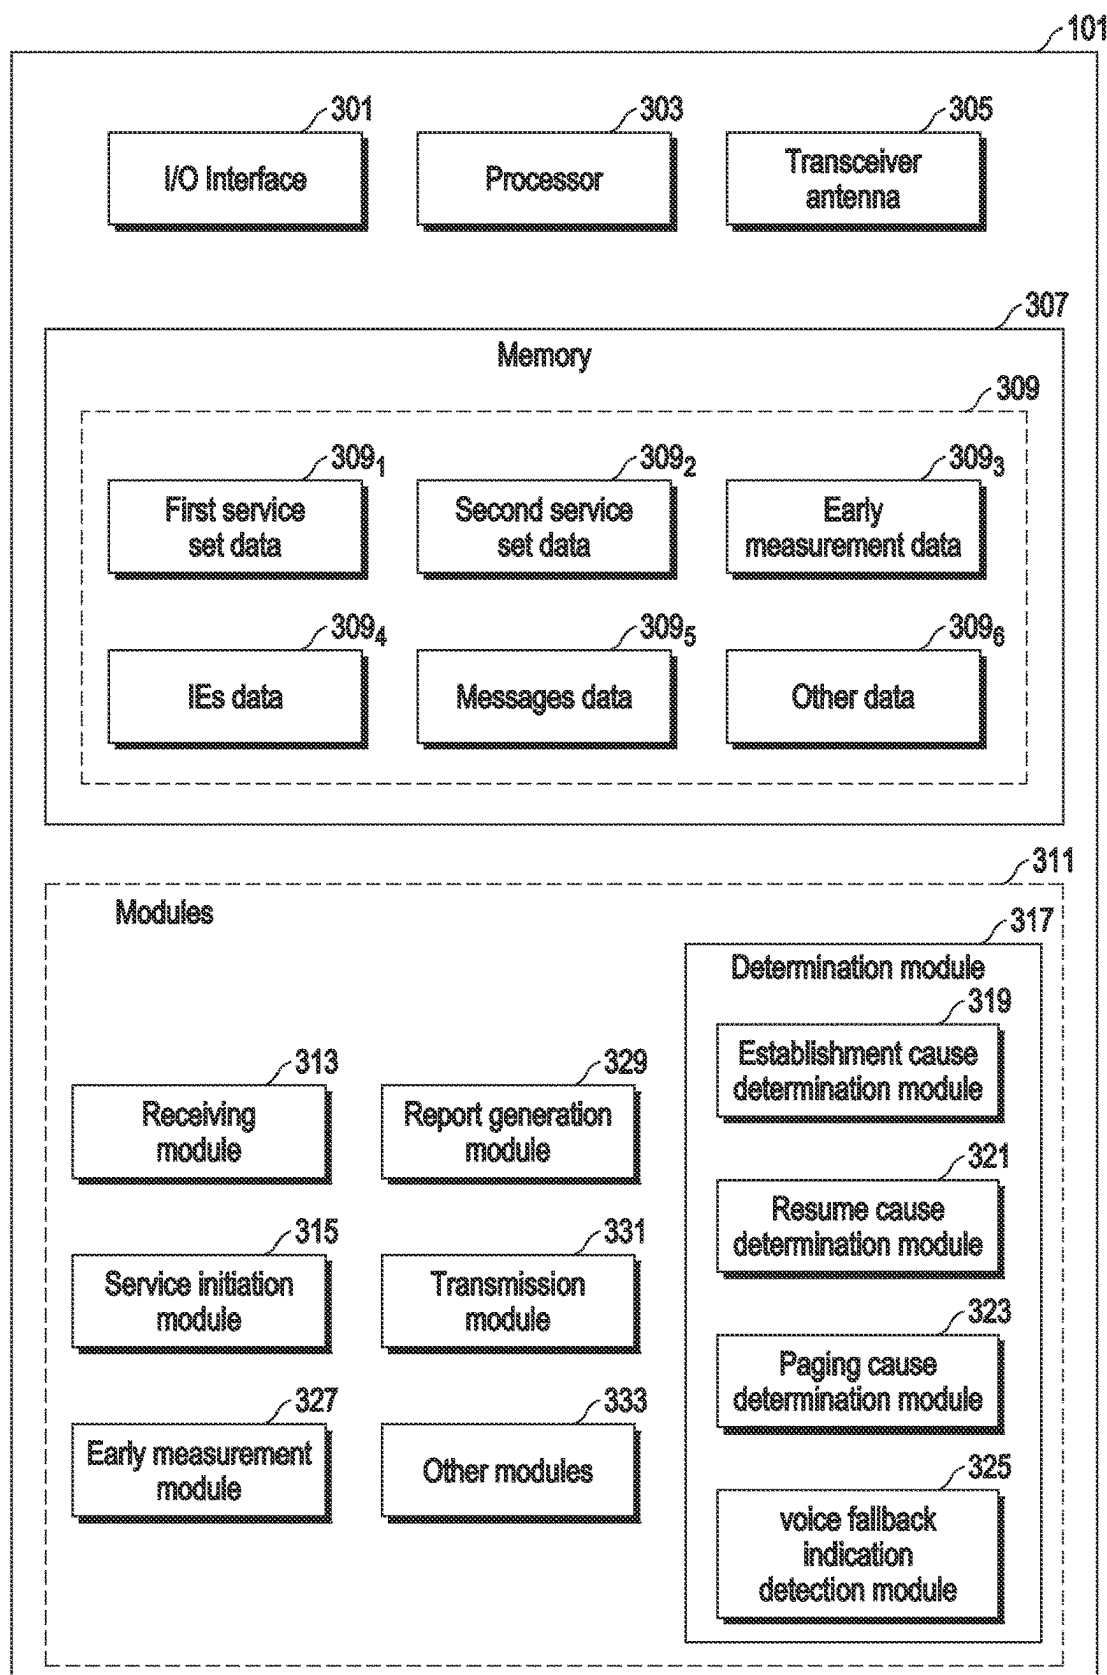 101
301
303
305
I/O Interface
Processor
Transceiver
antenna
307
Memory
309
309₁
309₂
309₃
First service
set data
Second service
set data
Early
measurement data
309₄
309₅
309₆
IEs data
Messages data
Other data
311
Modules
317
Determination module
319
Establishment cause
determination module
313
329
Receiving
module
Report generation
module
321
Resume cause
determination module
315
331
Service initiation
module
Transmission
module
323
Paging cause
determination module
327
333
Early measurement
module
Other modules
325
voice fallback
indication
detection module